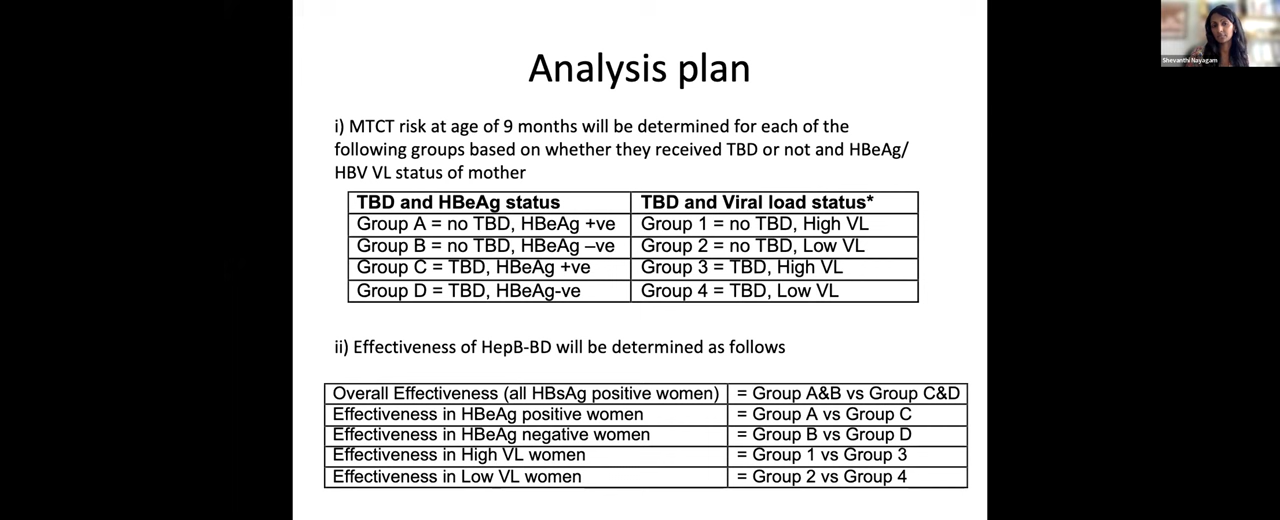 Analysis plan
Shevanthi Nayagam
i) MTCT risk at age of 9 months will be determined for each of the
following groups based on whether they received TBD or not and HBeAg/
HBV VL status of mother
TBD and HBeAg status TBD and Viral load status*
Group A = no TBD, HBeAg +ve Group 1 = no TBD, High VL
Group B = no TBD, HBeAg –ve Group 2 = no TBD, Low VL
Group C = TBD, HBeAg +ve Group 3 = TBD, High VL
Group D = TBD, HBeAg-ve Group 4 = TBD, Low VL
ii) Effectiveness of HepB-BD will be determined as follows
Overall Effectiveness (all HBsAg positive women) = Group A&B vs Group C&D
Effectiveness in HBeAg positive women = Group A vs Group C
Effectiveness in HBeAg negative women = Group B vs Group D
Effectiveness in High VL women = Group 1 vs Group 3
Effectiveness in Low VL women = Group 2 vs Group 4